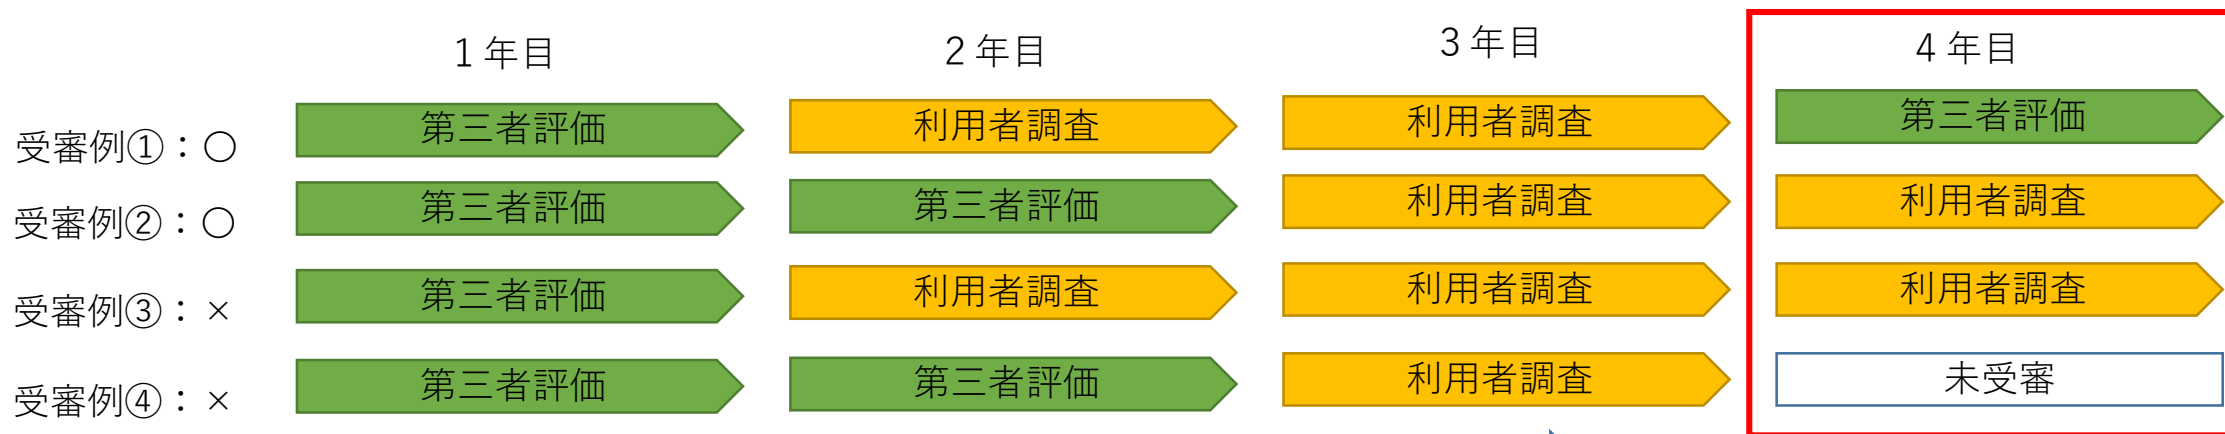 1年目 2年目 3年目 4年目
受審例①：〇 第三者評価 利用者調査 利用者調査 第三者評価
受審例②：〇 第三者評価 第三者評価 利用者調査 利用者調査
受審例③：× 第三者評価 利用者調査 利用者調査 利用者調査
受審例④：× 第三者評価 第三者評価 利用者調査 未受審